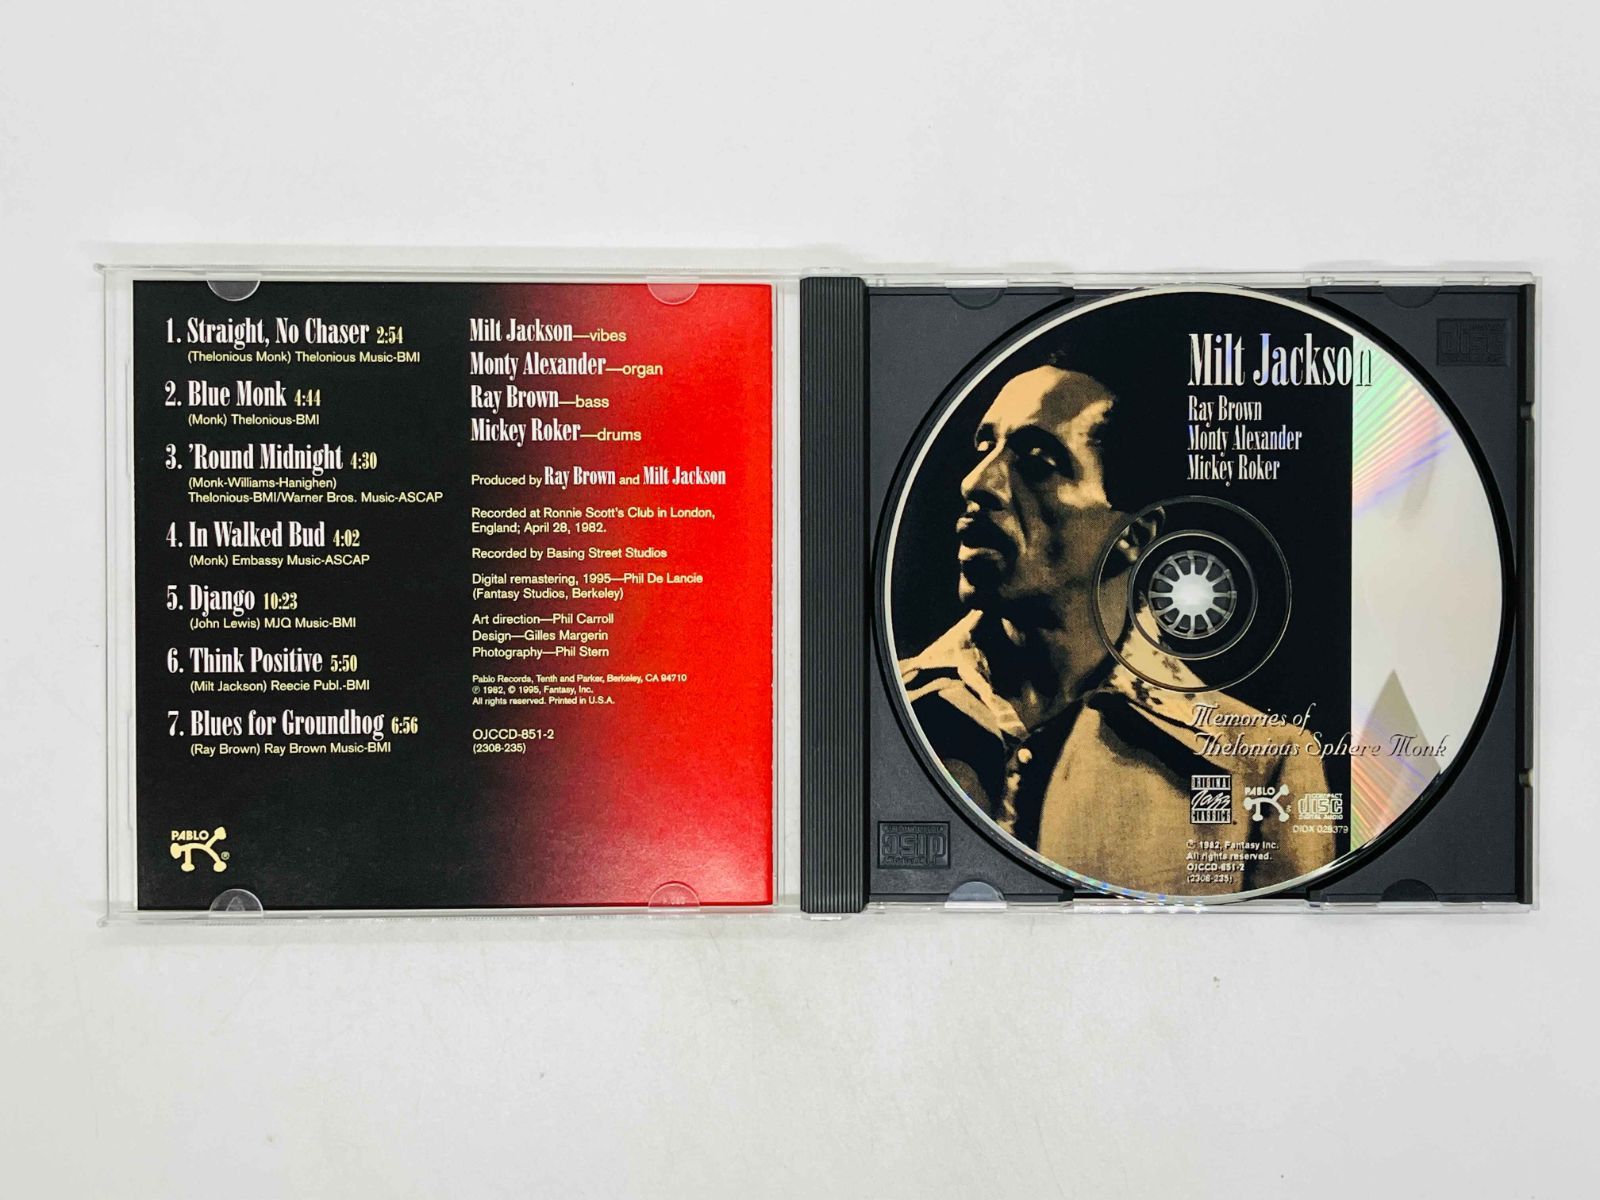 1. Straight, No Chaser 2:54
(Thelonious Monk) Thelonious Music-BMI
2. Blue Monk 4:44
(Monk) Thelonious-BMI
3. 'Round Midnight 4:30
(Monk-Williams-Hanighen)
Thelonious-BMI/Warner Bros. Music-ASCAP
4. In Walked Bud 4:02
(Monk) Embassy Music-ASCAP
5. Django 10:23
(John Lewis) MJQ Music-BMI
6. Think Positive 5:50
(Milt Jackson) Reecie Publ.-BMI
7. Blues for Groundhog 6:56
(Ray Brown) Ray Brown Music-BMI
PABLO
®
Milt Jackson—vibes
Monty Alexander—organ
Ray Brown—bass
Mickey Roker—drums
Produced by Ray Brown and Milt Jackson
Recorded at Ronnie Scott's Club in London,
England; April 28, 1982.
Recorded by Basing Street Studios
Digital remastering, 1995—Phil De Lancie
(Fantasy Studios, Berkeley)
Art direction—Phil Carroll
Design—Gilles Margerin
Photography—Phil Stern
Pablo Records, Tenth and Parker, Berkeley, CA 94710
℗ 1982, © 1995, Fantasy, Inc.
All rights reserved. Printed in U.S.A.
OJCCD-851-2
(2308-235)
Milt Jackson
Ray Brown
Monty Alexander
Mickey Roker
Memories of
Thelonious Sphere Monk
ORIGINAL
Jazz
CLASSICS
PABLO
COMPACT
disc
DIGITAL AUDIO
DIDX 028379
℗ 1982, Fantasy Inc.
All rights reserved.
OJCCD-851-2
(2308-235)
disc
disc